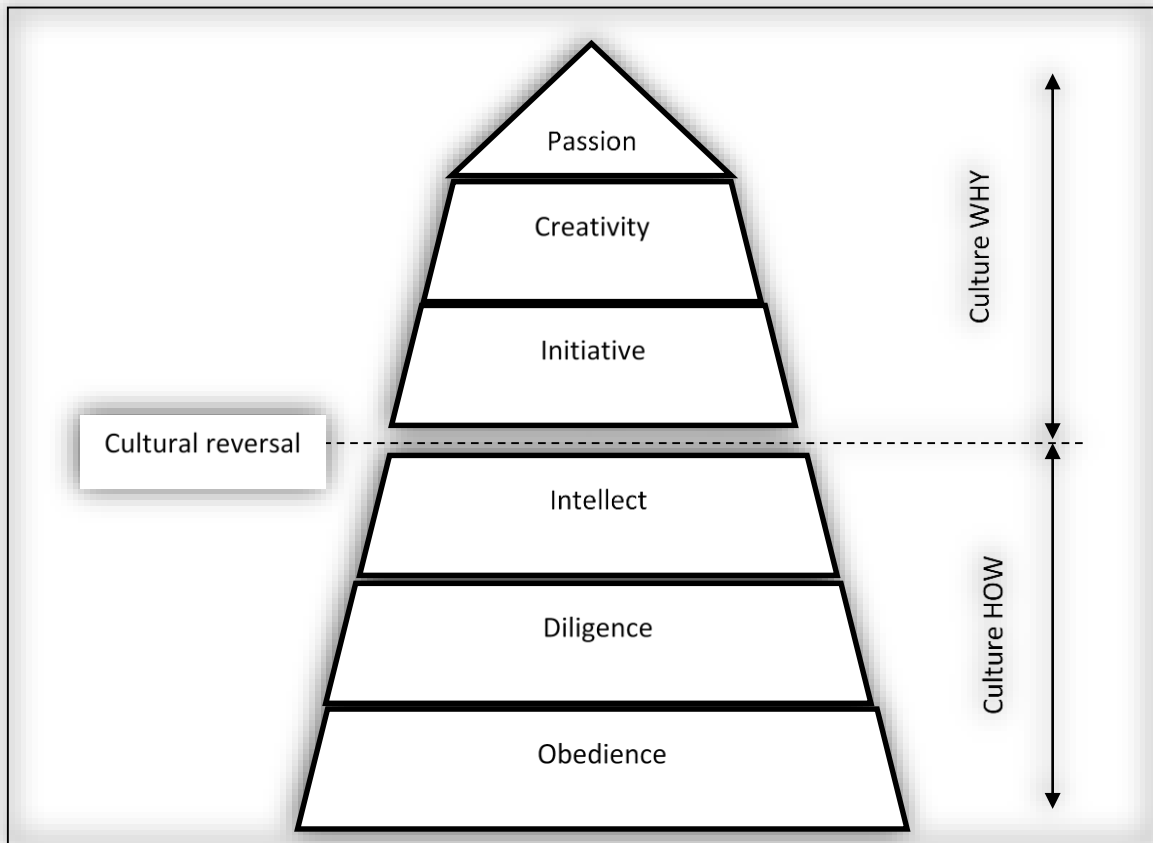 Passion
Creativity
Culture WHY
Initiative
Cultural reversal
Intellect
Culture HOW
Diligence
Obedience